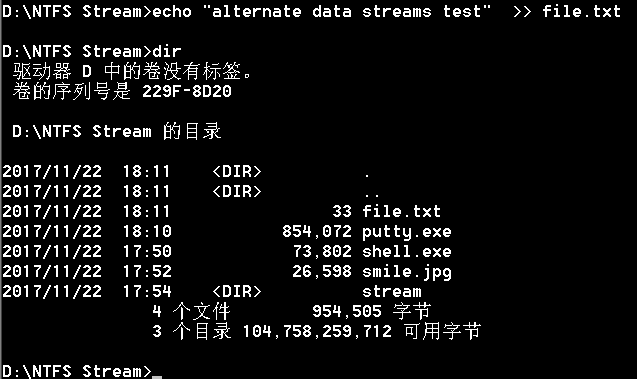 D:\NTFS Stream>echo "alternate data streams test"  >> file.txt
D:\NTFS Stream>dir
驱动器 D 中的卷没有标签。
卷的序列号是 229F-8D20
D:\NTFS Stream 的目录
2017/11/22  18:11    <DIR>          .
2017/11/22  18:11    <DIR>          ..
2017/11/22  18:11                33 file.txt
2017/11/22  18:10           854,072 putty.exe
2017/11/22  17:50            73,802 shell.exe
2017/11/22  17:52            26,598 smile.jpg
2017/11/22  17:54    <DIR>          stream
4 个文件        954,505 字节
3 个目录 104,758,259,712 可用字节
D:\NTFS Stream>_